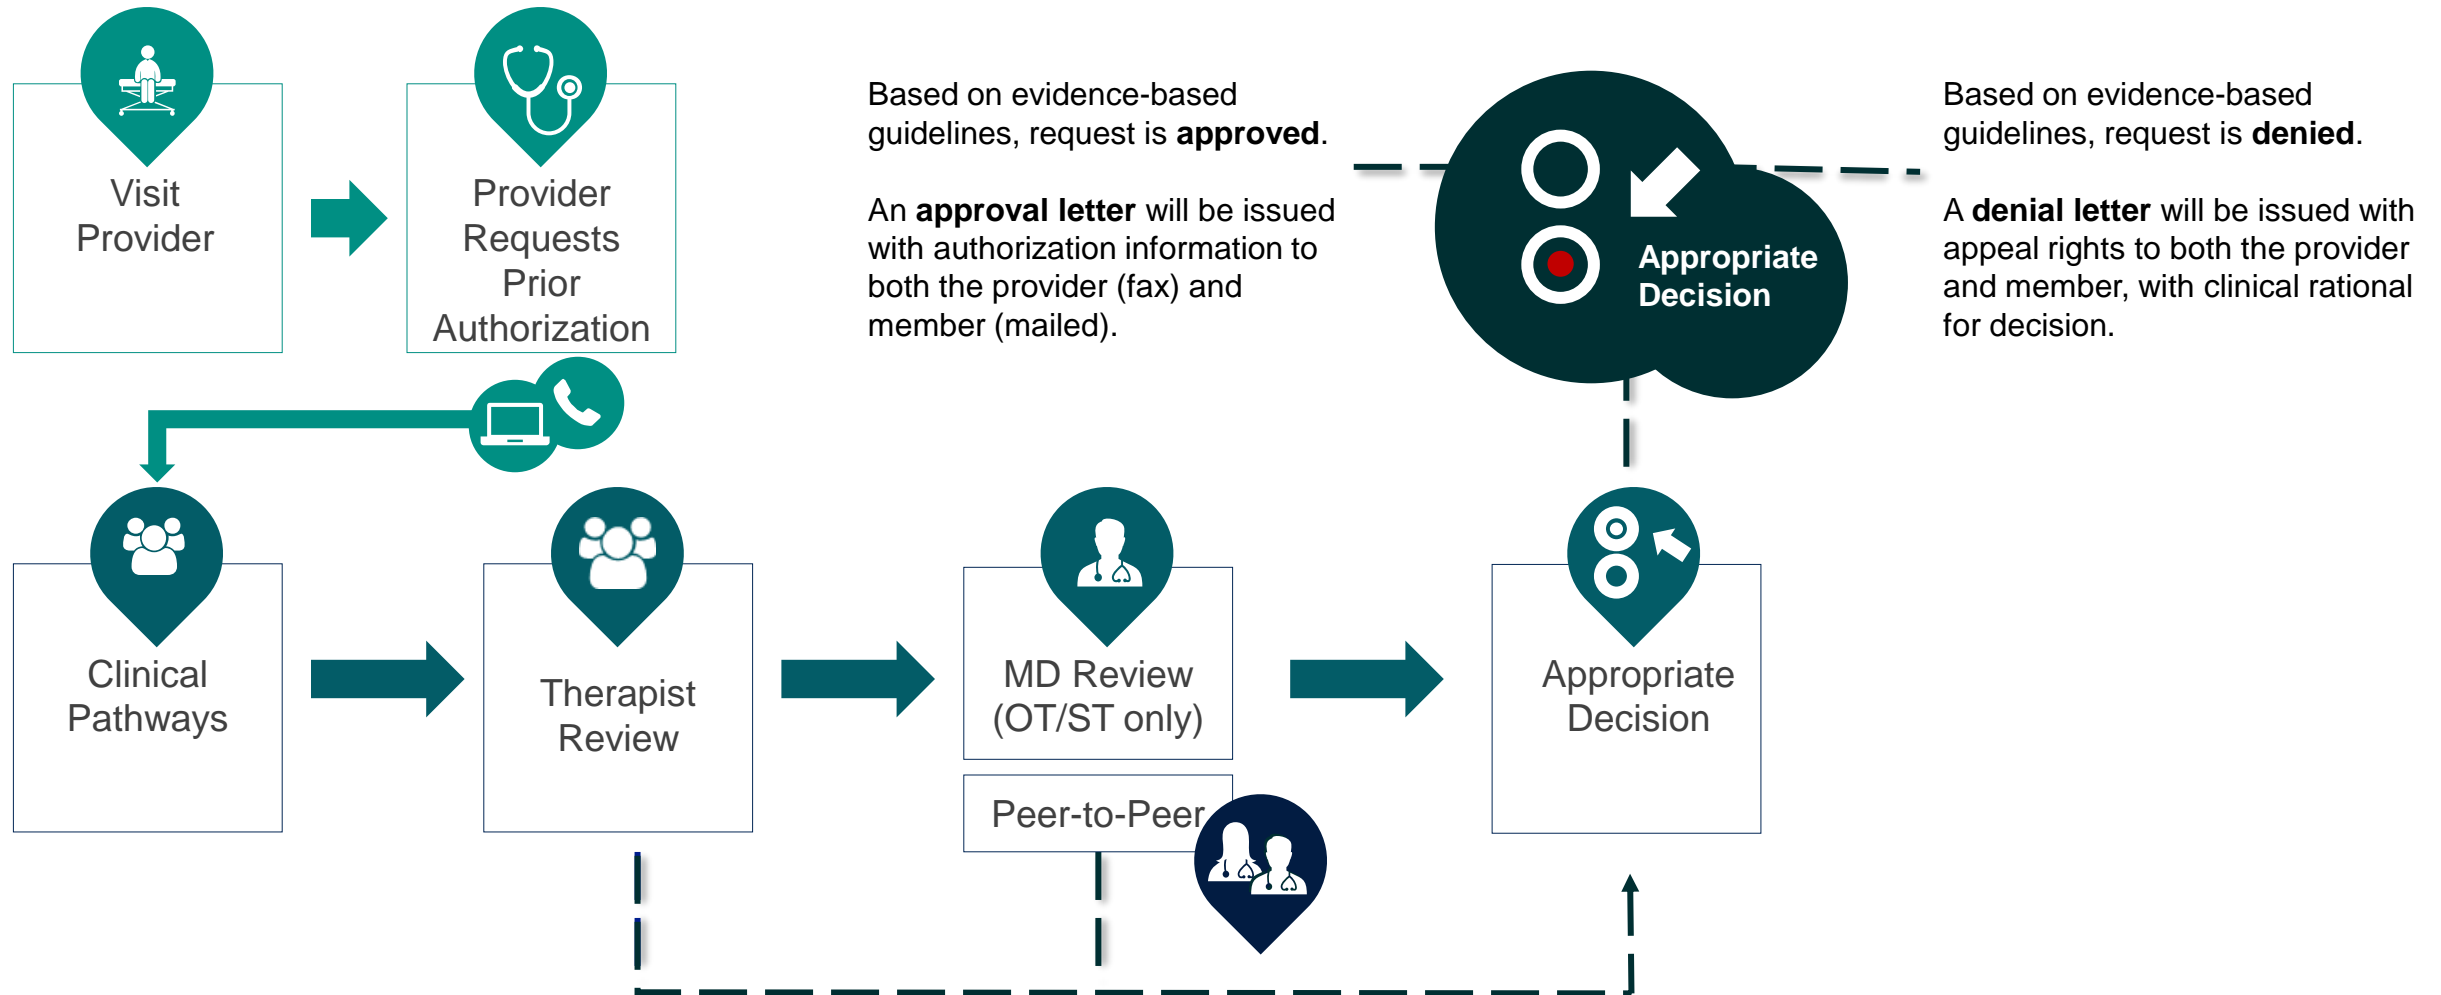 Visit
Provider
Provider
Requests
Prior
Authorization
Based on evidence-based
guidelines, request is approved.
An approval letter will be issued
with authorization information to
both the provider (fax) and
member (mailed).
Appropriate
Decision
Based on evidence-based
guidelines, request is denied.
A denial letter will be issued with
appeal rights to both the provider
and member, with clinical rational
for decision.
Clinical
Pathways
Therapist
Review
MD Review
(OT/ST only)
Peer-to-Peer
Appropriate
Decision